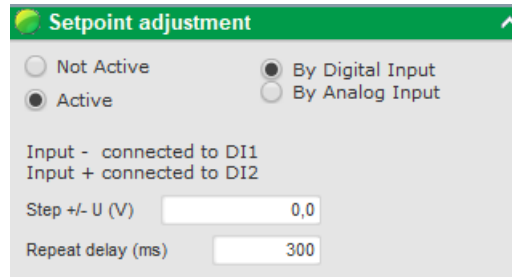 Setpoint adjustment
Not Active
By Digital Input
Active
By Analog Input
Input - connected to DI1
Input + connected to DI2
Step +/- U (V) 0,0
Repeat delay (ms) 300